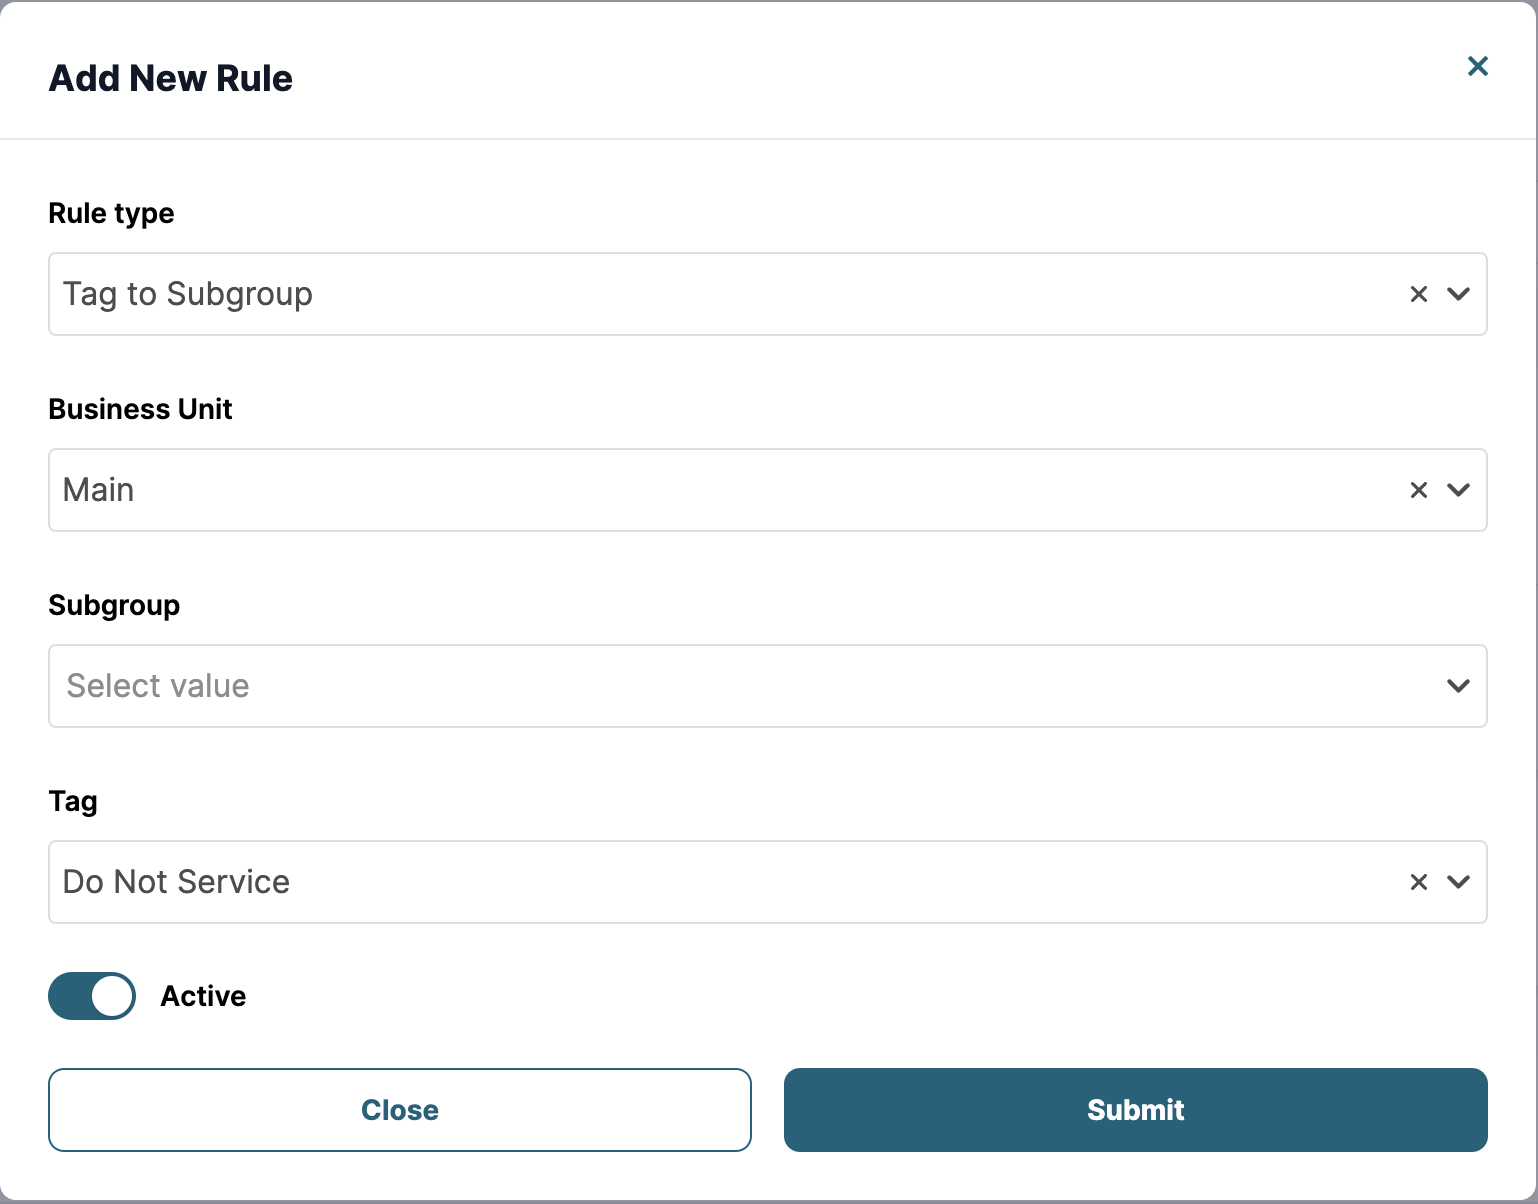 Add New Rule
Rule type
Tag to Subgroup
Business Unit
Main
Subgroup
Select value
Tag
Do Not Service
Active
Close
Submit